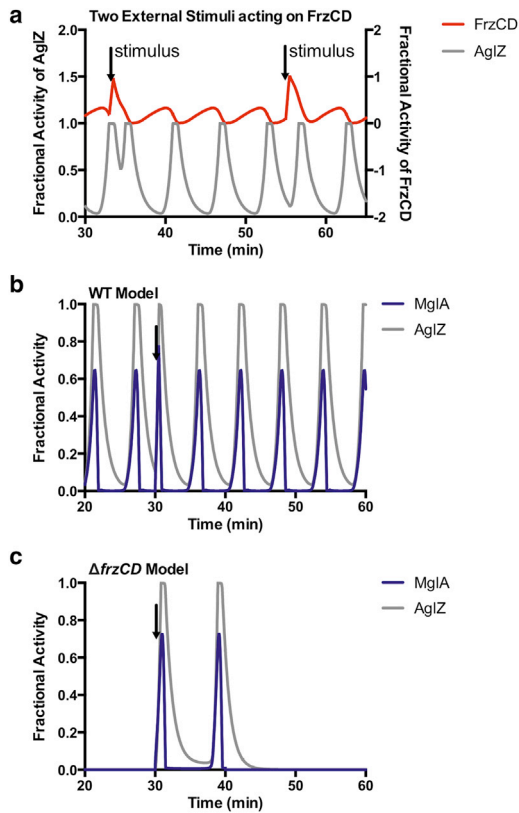 a
Two External Stimuli acting on FrzCD
FrzCD
AglZ
stimulus
stimulus
Fractional Activity of AglZ
2.0
1.5
1.0
0.5
0.0
Fractional Activity of FrzCD
2
1
0
-1
-2
30
40
50
60
Time (min)
b
WT Model
MglA
AglZ
Fractional Activity
1.0
0.8
0.6
0.4
0.2
0.0
20
30
40
50
60
Time (min)
c
ΔfrzCD Model
MglA
AglZ
Fractional Activity
1.0
0.8
0.6
0.4
0.2
0.0
20
30
40
50
60
Time (min)